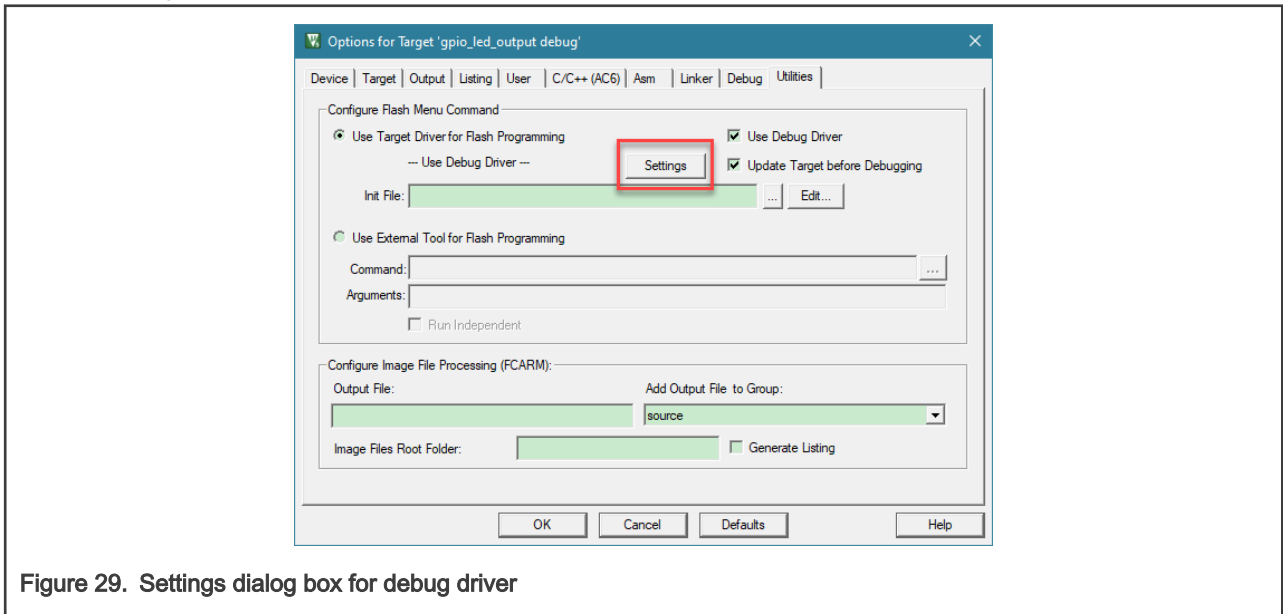 Options for Target 'gpio_led_output debug'
Device Target Output Listing User C/C++ (AC6) Asm Linker Debug Utilities
Configure Flash Menu Command
Use Target Driver for Flash Programming Use Debug Driver
--- Use Debug Driver --- Settings Update Target before Debugging
Init File: ... Edit...
Use External Tool for Flash Programming
Command: ...
Arguments:
Run Independent
Configure Image File Processing (FCARM):
Output File: Add Output File to Group:
source
Image Files Root Folder: Generate Listing
OK Cancel Defaults Help
Figure 29. Settings dialog box for debug driver